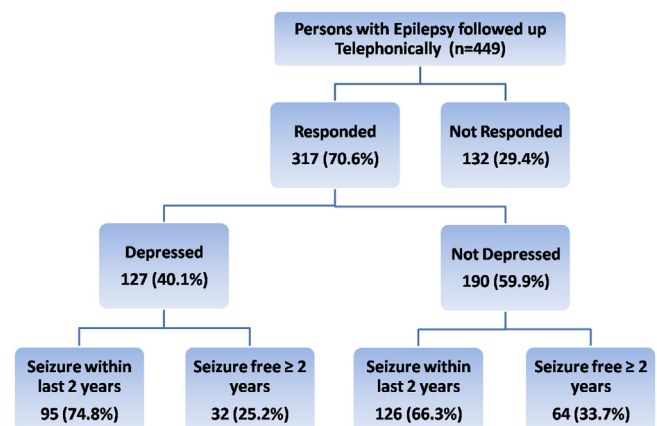 Persons with Epilepsy followed up
Telephonically (n=449)
Responded
317 (70.6%)
Not Responded
132 (29.4%)
Depressed
127 (40.1%)
Not Depressed
190 (59.9%)
Seizure within
last 2 years
95 (74.8%)
Seizure free ≥ 2
years
32 (25.2%)
Seizure within
last 2 years
126 (66.3%)
Seizure free ≥ 2
years
64 (33.7%)